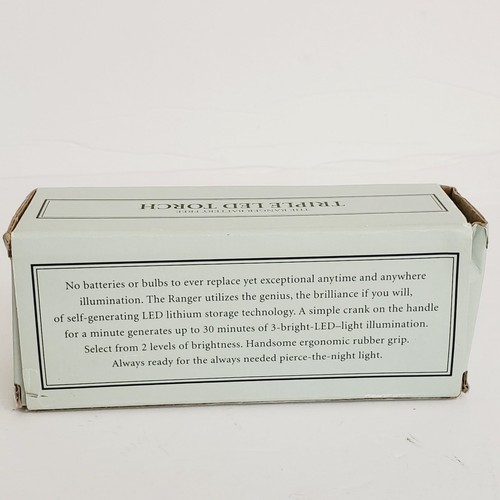 THE RANGER BATTERY FREE
TRIPLE LED TORCH
No batteries or bulbs to ever replace yet exceptional anytime and anywhere
illumination. The Ranger utilizes the genius, the brilliance if you will,
of self-generating LED lithium storage technology. A simple crank on the handle
for a minute generates up to 30 minutes of 3-bright-LED–light illumination.
Select from 2 levels of brightness. Handsome ergonomic rubber grip.
Always ready for the always needed pierce-the-night light.